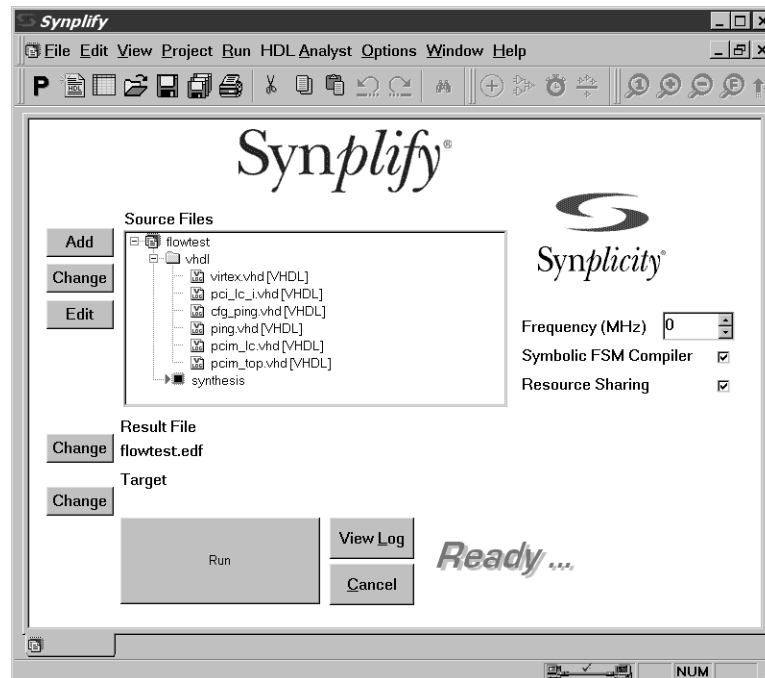 Synplify
File Edit View Project Run HDL Analyst Options Window Help
P HDL 1 F
Synplify®
Source Files
Add
Change
Edit
flowtest
vhdl
virtex.vhd [VHDL]
pci_lc_i.vhd [VHDL]
cfg_ping.vhd [VHDL]
ping.vhd [VHDL]
pcim_lc.vhd [VHDL]
pcim_top.vhd [VHDL]
synthesis
Synplicity®
Frequency (MHz) 0
Symbolic FSM Compiler
Resource Sharing
Result File
Change
flowtest.edf
Target
Change
Run
View Log
Cancel
Ready ...
NUM